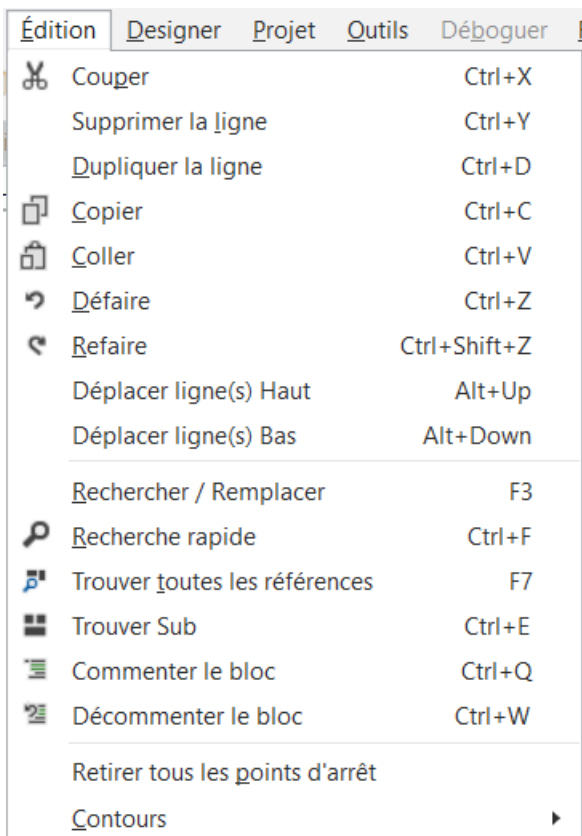 Édition Designer Projet Outils Déboguer
Couper Ctrl+X
Supprimer la ligne Ctrl+Y
Dupliquer la ligne Ctrl+D
Copier Ctrl+C
Coller Ctrl+V
Défaire Ctrl+Z
Refaire Ctrl+Shift+Z
Déplacer ligne(s) Haut Alt+Up
Déplacer ligne(s) Bas Alt+Down
Rechercher / Remplacer F3
Recherche rapide Ctrl+F
Trouver toutes les références F7
Trouver Sub Ctrl+E
Commenter le bloc Ctrl+Q
Décommenter le bloc Ctrl+W
Retirer tous les points d'arrêt
Contours